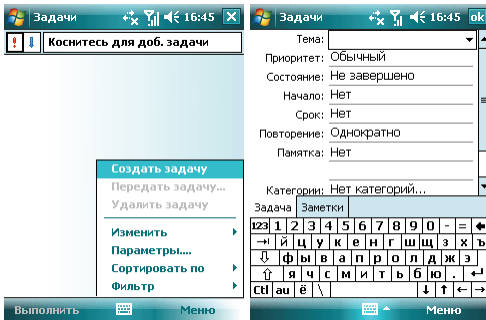 Задачи 16:45
! Коснитесь для доб. задачи
Создать задачу
Передать задачу...
Удалить задачу
Изменить
Параметры....
Сортировать по
Фильтр
Выполнить Меню
Задачи 16:45 ok
Тема:
Приоритет: Обычный
Состояние: Не завершено
Начало: Нет
Срок: Нет
Повторение: Однократно
Памятка: Нет
Категории: Нет категорий...
Задача Заметки
123 1 2 3 4 5 6 7 8 9 0 - =
й ц у к е н г ш щ з х ъ
ф ы в а п р о л д ж э
я ч с м и т ь б ю .
Ctl аü ё \
Меню